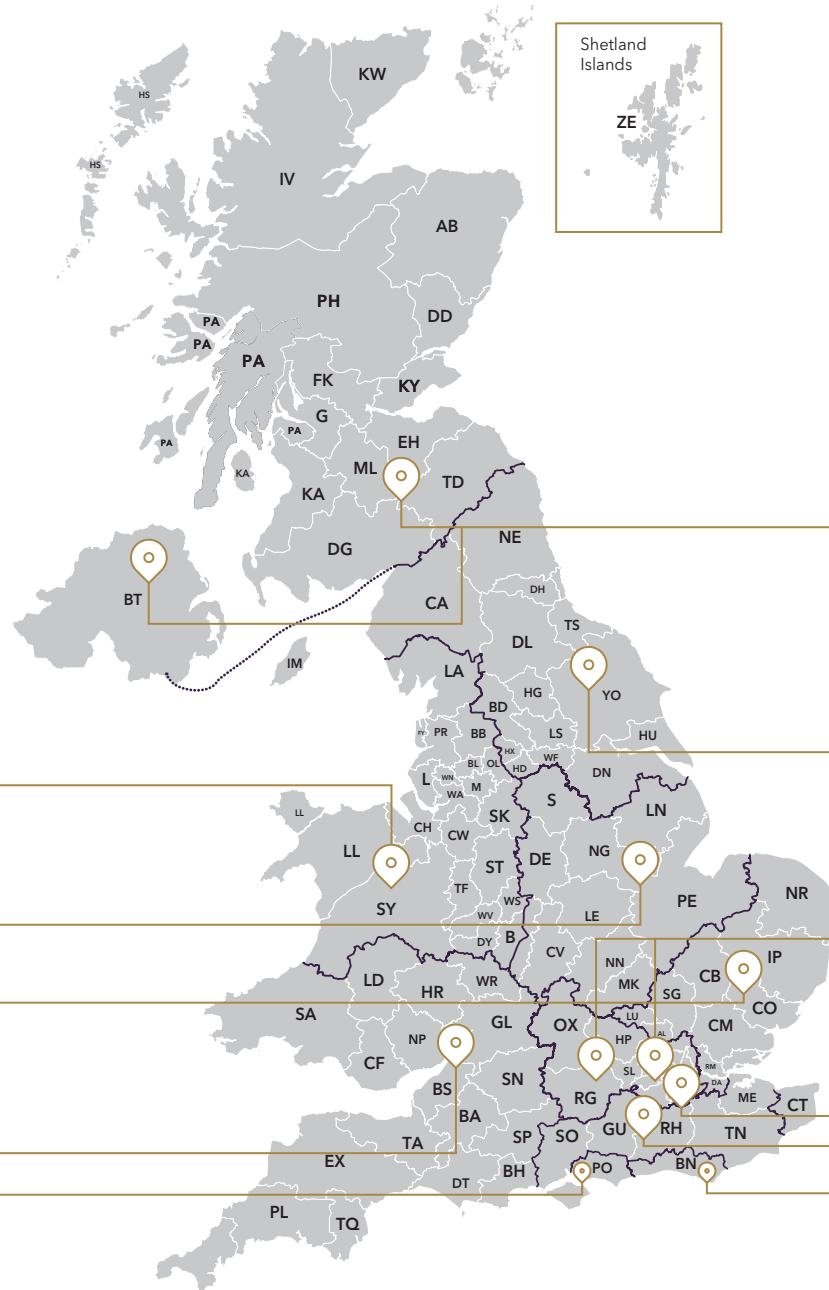 Shetland
Islands
ZE
KW
HS
HS
IV
AB
PH
DD
PA
PA
PA
FK
KY
G
PA
EH
PA
ML
KA
TD
KA
NE
DG
BT
DH
CA
TS
DL
IM
LA
HG
YO
BD
FY
PR
BB
LS
HU
HX
WF
BL
OL
HD
DN
L
WN
M
WA
S
LN
LL
SK
CH
CW
LL
NG
DE
ST
TF
PE
NR
WS
SY
WV
LE
B
DY
CV
IP
NN
CB
LD
WR
MK
HR
SG
CO
SA
LU
GL
OX
CM
NP
HP
AL
CF
SL
RM
SN
DA
BS
RG
ME
CT
BA
RH
GU
TN
SP
SO
TA
EX
BN
PO
BH
DT
PL
TQ